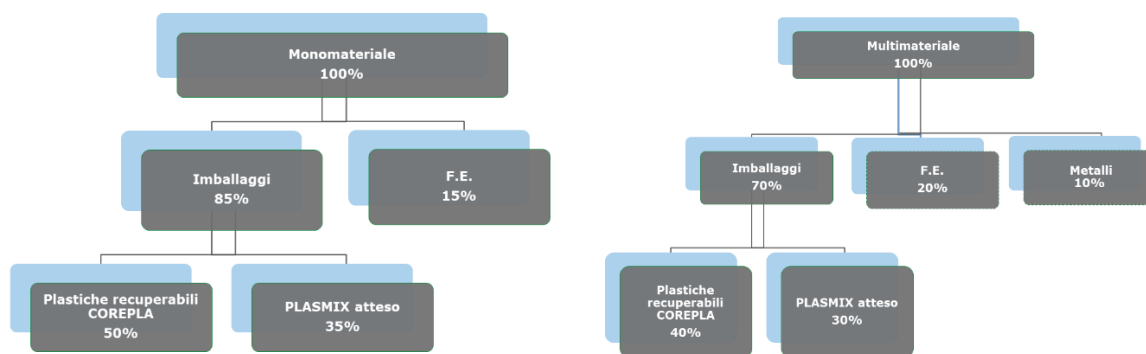 Monomateriale
100%
Imballaggi
85%
F.E.
15%
Plastiche recuperabili
COREPLA
50%
PLASMIX atteso
35%
Multimateriale
100%
Imballaggi
70%
F.E.
20%
Metalli
10%
Plastiche
recuperabili
COREPLA
40%
PLASMIX atteso
30%